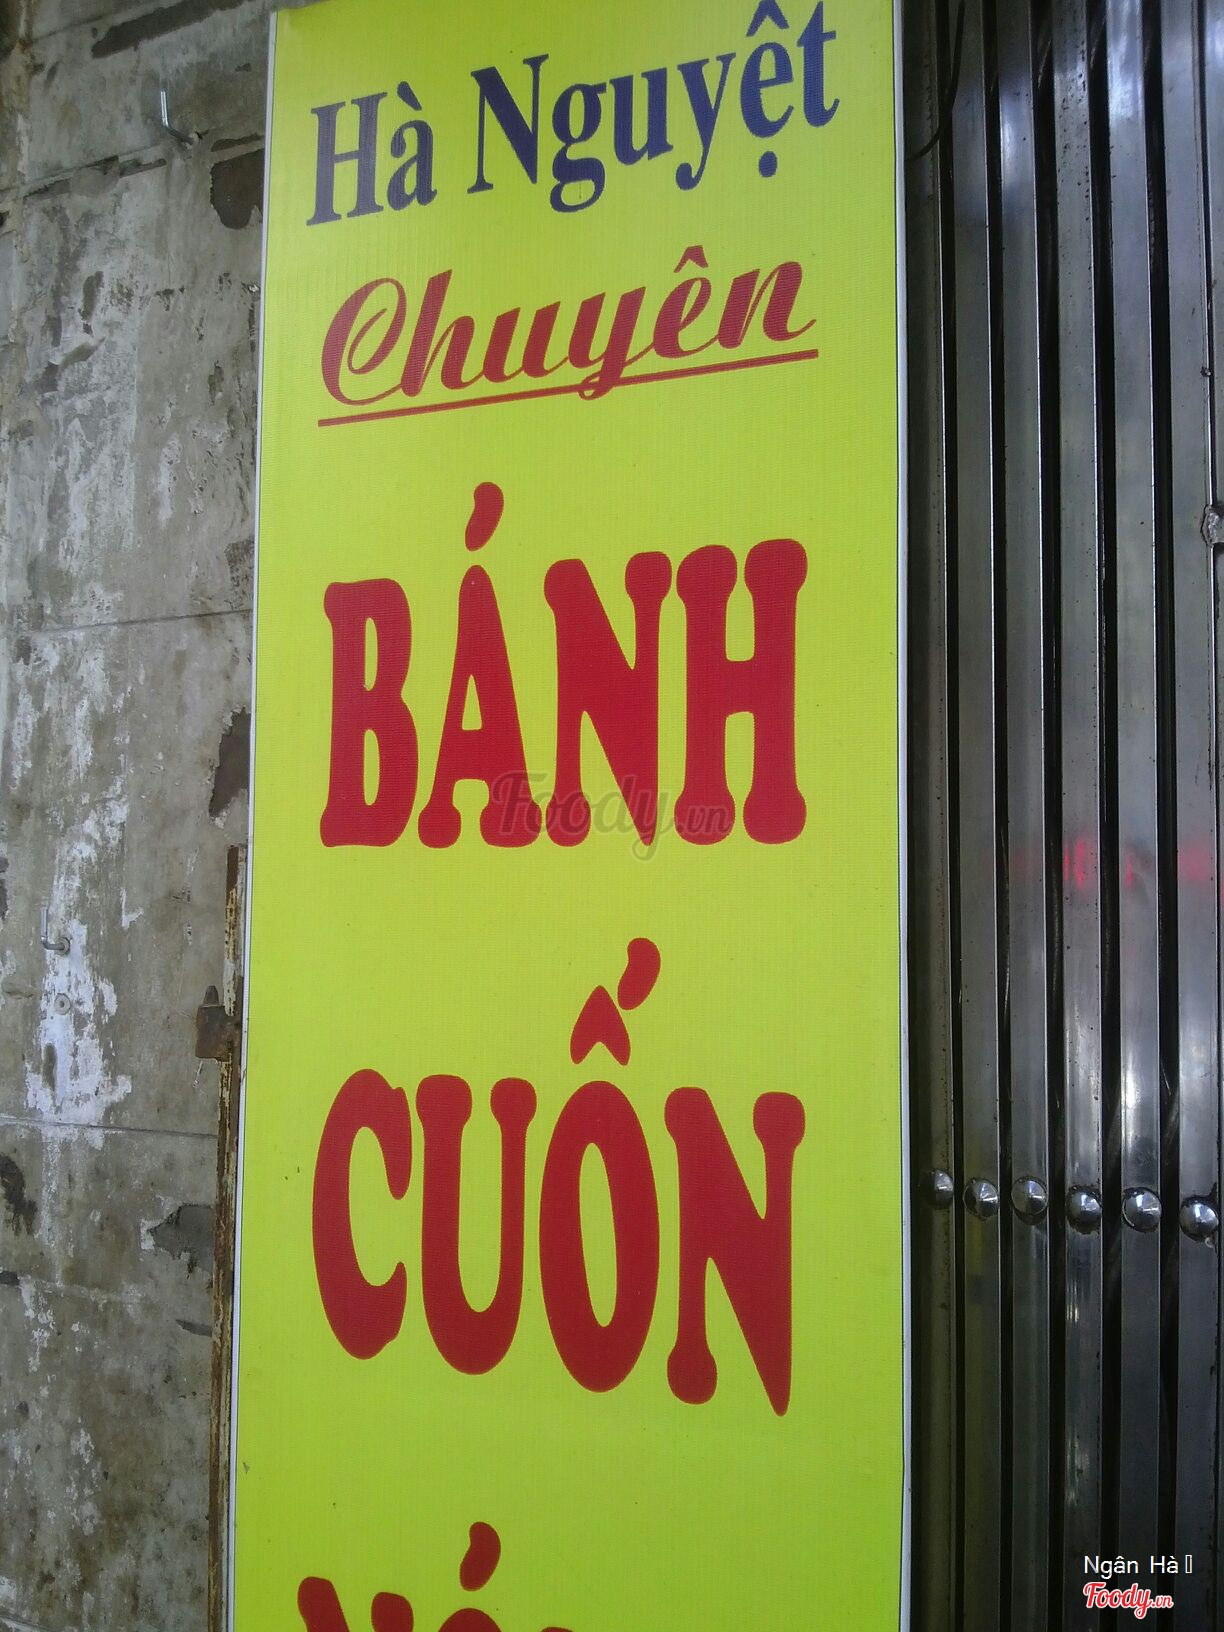 Hà Nguyệt
Chuyên
BÁNH
Foody.vn
CUỐN
Ngân Hà
Foody.vn